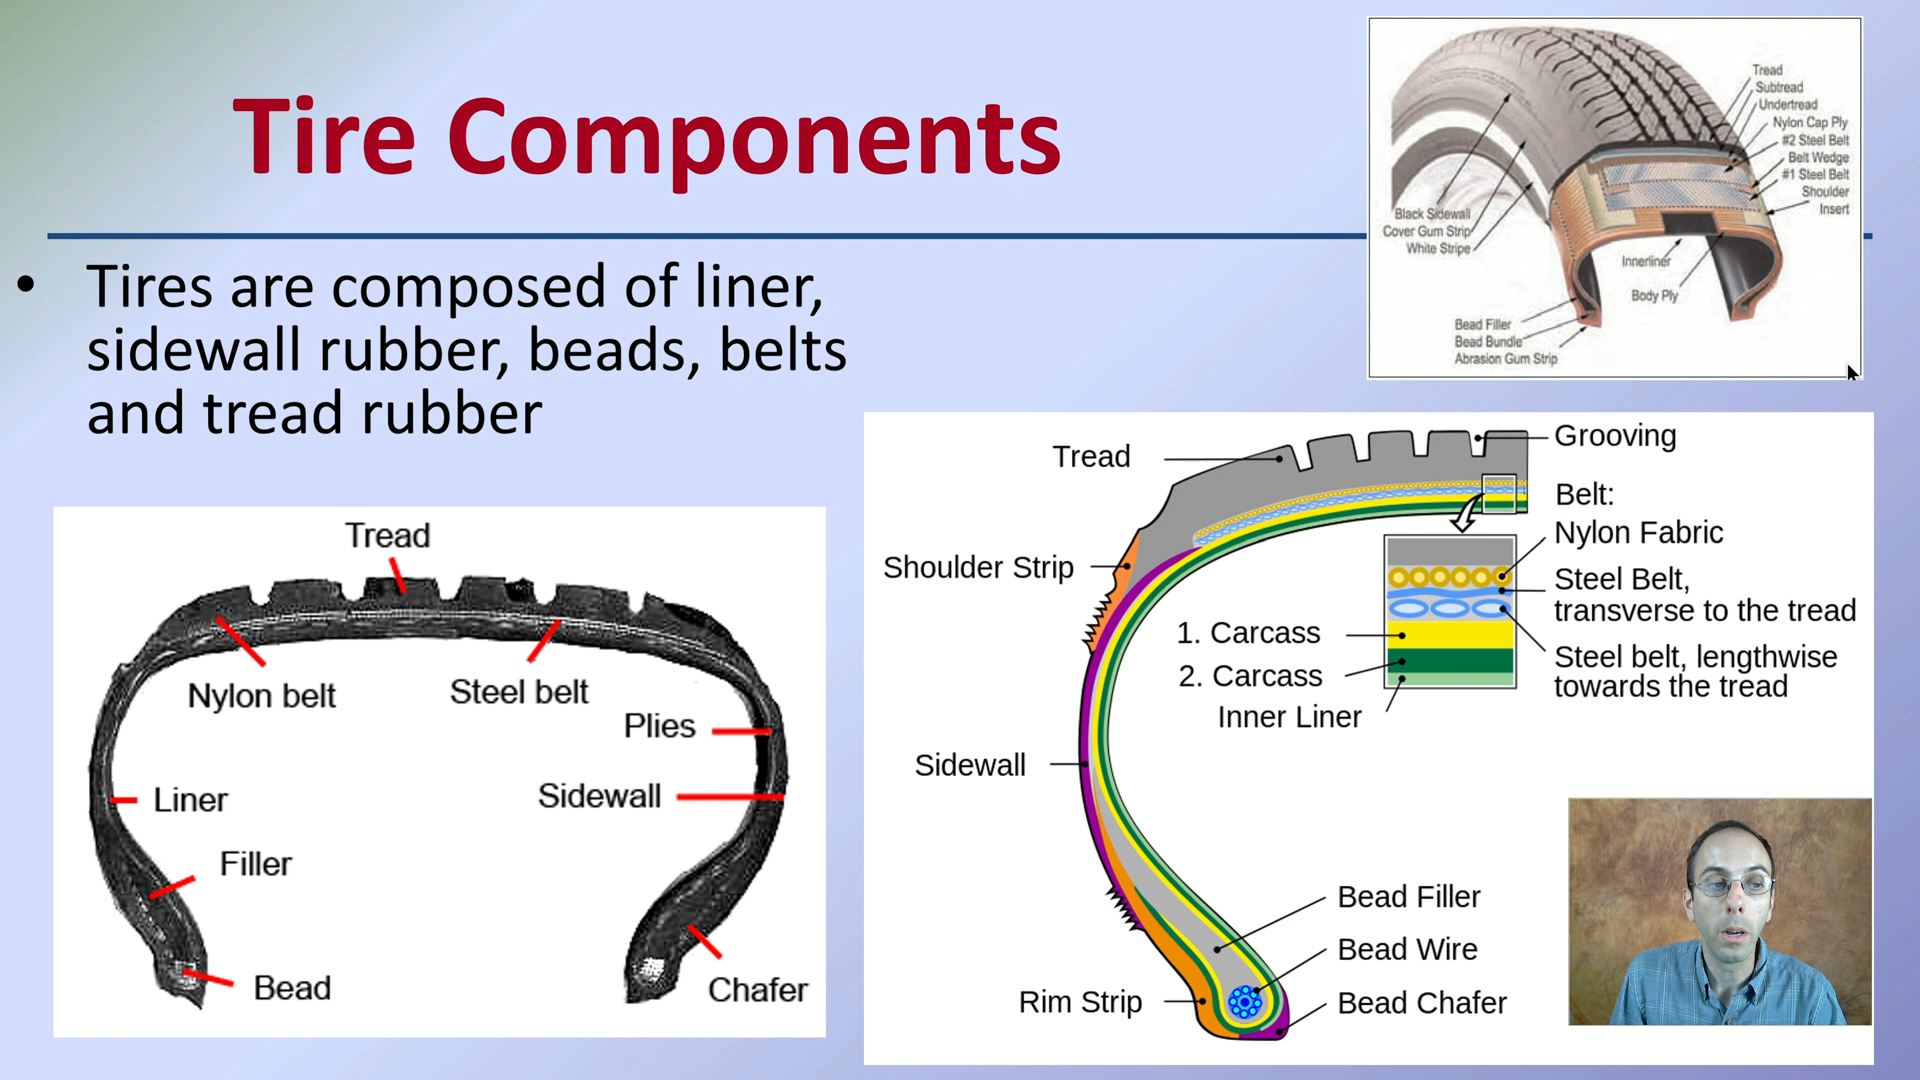 Tire Components
• Tires are composed of liner,
sidewall rubber, beads, belts
and tread rubber
Tread
Subtread
Undertread
Nylon Cap Ply
#2 Steel Belt
Belt Wedge
#1 Steel Belt
Shoulder
Insert
Black Sidewall
Cover Gum Strip
White Stripe
Innerliner
Body Ply
Bead Filler
Bead Bundle
Abrasion Gum Strip
Tread
Nylon belt
Steel belt
Plies
Liner
Sidewall
Filler
Bead
Chafer
Tread
Grooving
Belt:
Nylon Fabric
Shoulder Strip
Steel Belt,
transverse to the tread
1. Carcass
2. Carcass
Steel belt, lengthwise
towards the tread
Inner Liner
Sidewall
Bead Filler
Bead Wire
Rim Strip
Bead Chafer